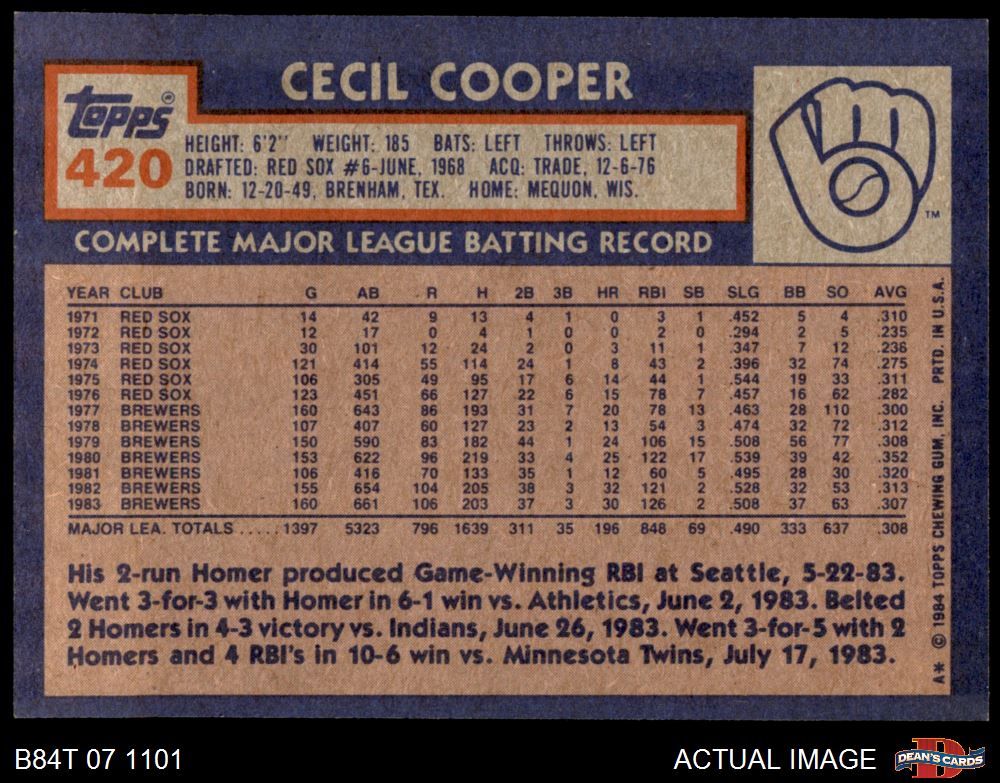 CECIL COOPER
Topps®
420
HEIGHT: 6'2" WEIGHT: 185 BATS: LEFT THROWS: LEFT
DRAFTED: RED SOX #6-JUNE, 1968 ACQ: TRADE, 12-6-76
BORN: 12-20-49, BRENHAM, TEX. HOME: MEQUON, WIS.
TM
COMPLETE MAJOR LEAGUE BATTING RECORD
YEAR CLUB G AB R H 2B 3B HR RBI SB SLG BB SO AVG
1971 RED SOX 14 42 9 13 4 1 0 3 1 .452 5 4 .310
1972 RED SOX 12 17 0 4 1 0 0 2 0 .294 2 5 .235
1973 RED SOX 30 101 12 24 2 0 3 11 1 .347 7 12 .236
1974 RED SOX 121 414 55 114 24 1 8 43 2 .396 32 74 .275
1975 RED SOX 106 305 49 95 17 6 14 44 1 .544 19 33 .311
1976 RED SOX 123 451 66 127 22 6 15 78 7 .457 16 62 .282
1977 BREWERS 160 643 86 193 31 7 20 78 13 .463 28 110 .300
1978 BREWERS 107 407 60 127 23 2 13 54 3 .474 32 72 .312
1979 BREWERS 150 590 83 182 44 1 24 106 15 .508 56 77 .308
1980 BREWERS 153 622 96 219 33 4 25 122 17 .539 39 42 .352
1981 BREWERS 106 416 70 133 35 1 12 60 5 .495 28 30 .320
1982 BREWERS 155 654 104 205 38 3 32 121 2 .528 32 53 .313
1983 BREWERS 160 661 106 203 37 3 30 126 2 .508 37 63 .307
MAJOR LEA. TOTALS ..... 1397 5323 796 1639 311 35 196 848 69 .490 333 637 .308
His 2-run Homer produced Game-Winning RBI at Seattle, 5-22-83.
Went 3-for-3 with Homer in 6-1 win vs. Athletics, June 2, 1983. Belted
2 Homers in 4-3 victory vs. Indians, June 26, 1983. Went 3-for-5 with 2
Homers and 4 RBI's in 10-6 win vs. Minnesota Twins, July 17, 1983.
A* © 1984 TOPPS CHEWING GUM, INC. PRTD. IN U.S.A.
B84T 07 1101
ACTUAL IMAGE
DEAN'S CARDS